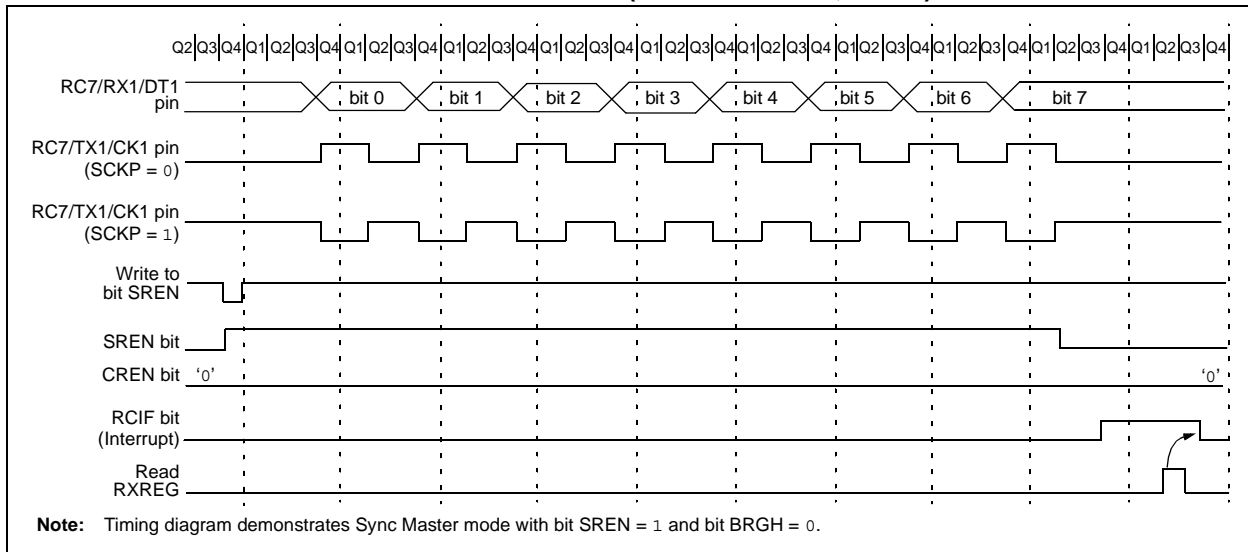 Q2 Q3 Q4 Q1 Q2 Q3 Q4 Q1 Q2 Q3 Q4 Q1 Q2 Q3 Q4 Q1 Q2 Q3 Q4 Q1 Q2 Q3 Q4 Q1 Q2 Q3 Q4 Q1 Q2 Q3 Q4 Q1 Q2 Q3 Q4 Q1 Q2 Q3 Q4 Q1 Q2 Q3 Q4
RC7/RX1/DT1
pin
bit 0 bit 1 bit 2 bit 3 bit 4 bit 5 bit 6 bit 7
RC7/TX1/CK1 pin
(SCKP = 0)
RC7/TX1/CK1 pin
(SCKP = 1)
Write to
bit SREN
SREN bit
CREN bit '0' '0'
RCIF bit
(Interrupt)
Read
RXREG
Note: Timing diagram demonstrates Sync Master mode with bit SREN = 1 and bit BRGH = 0.